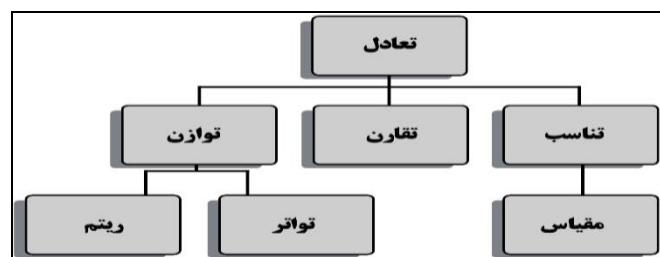 تعادل
تناسب
تقارن
توازن
مقیاس
تواتر
ریتم